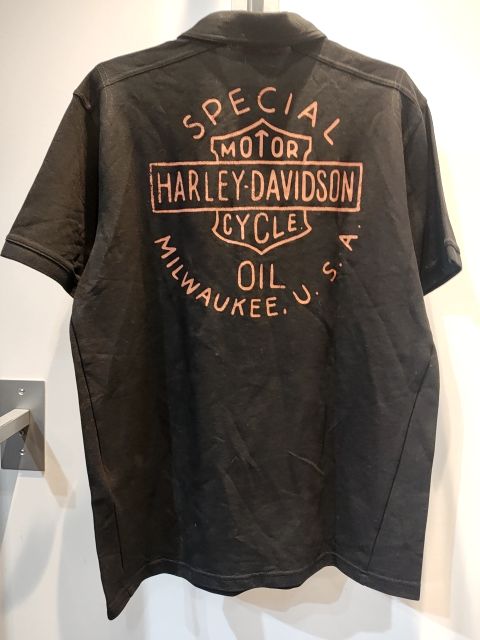 SPECIAL
MOTOR
HARLEY-DAVIDSON
CYCLE
OIL
MILWAUKEE, U.S.A.